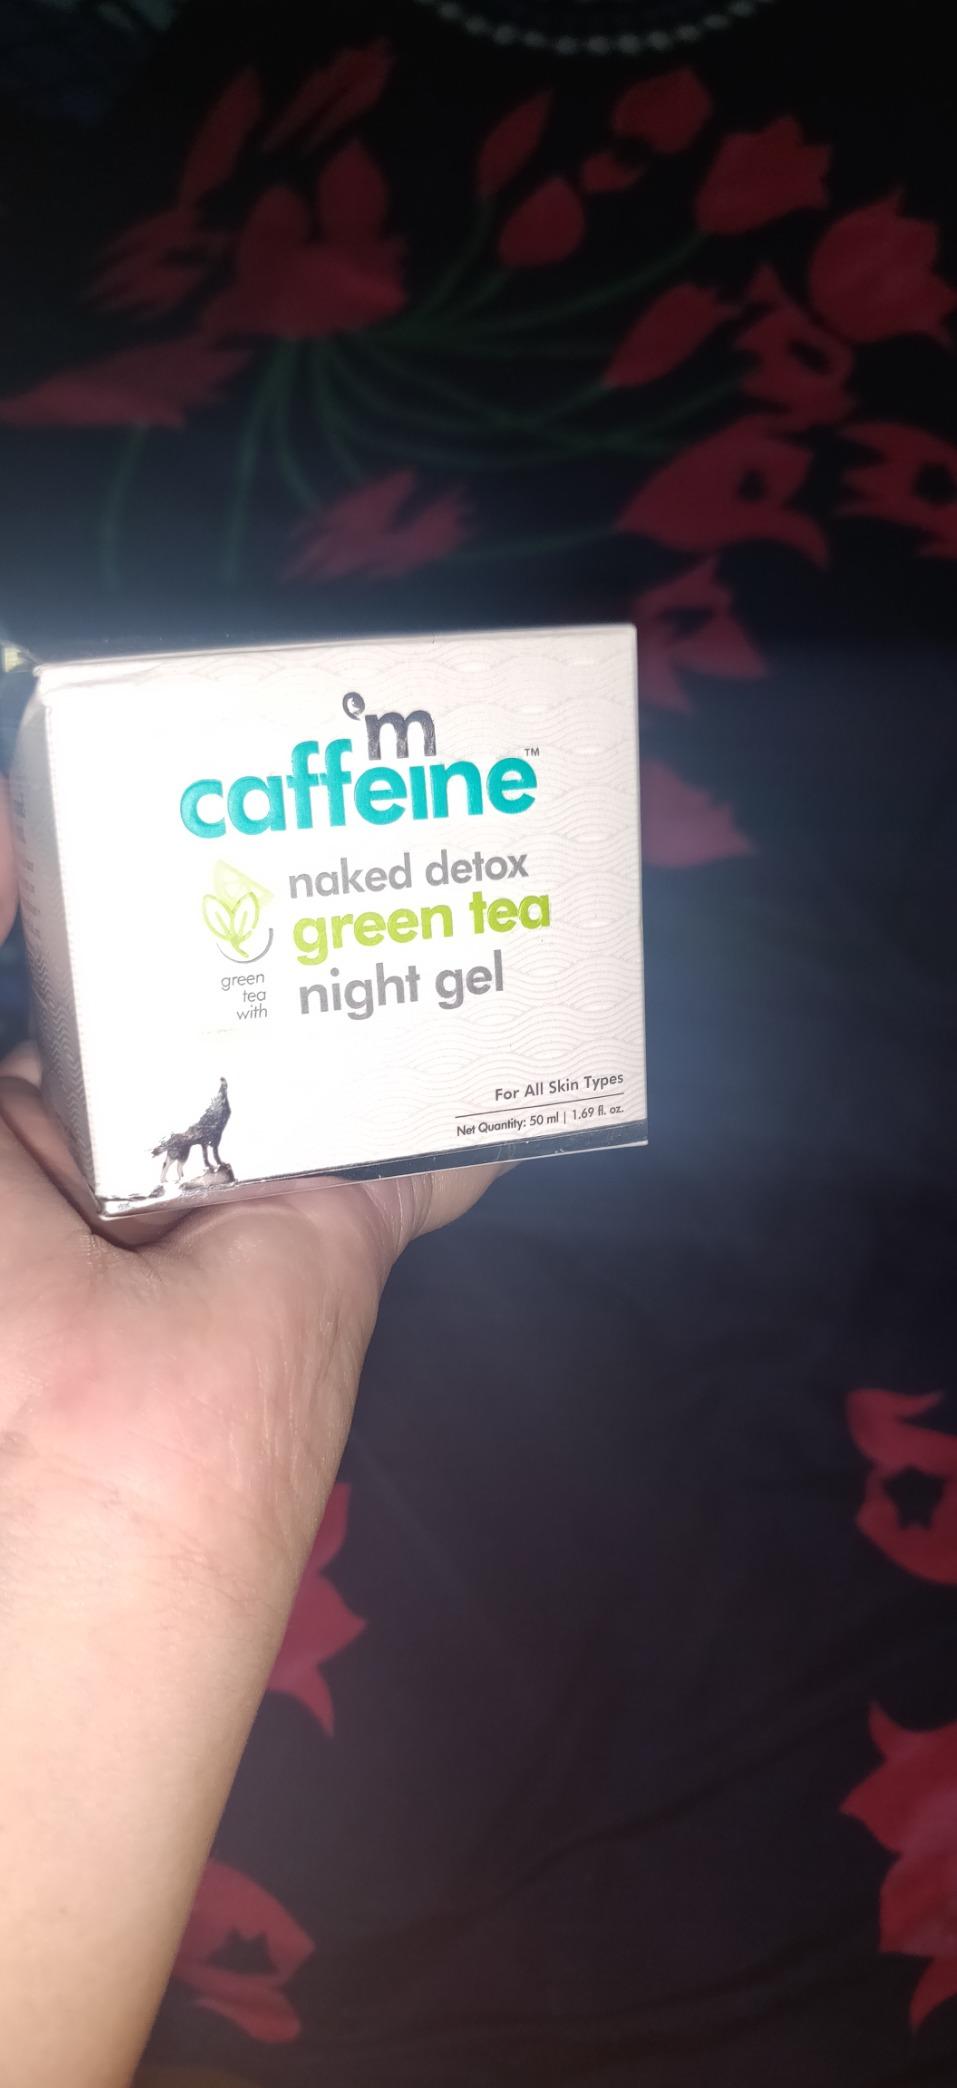 'm
caffeine™
naked detox
green tea
night gel
green
tea
with
For All Skin Types
Net Quantity: 50 ml | 1.69 fl. oz.